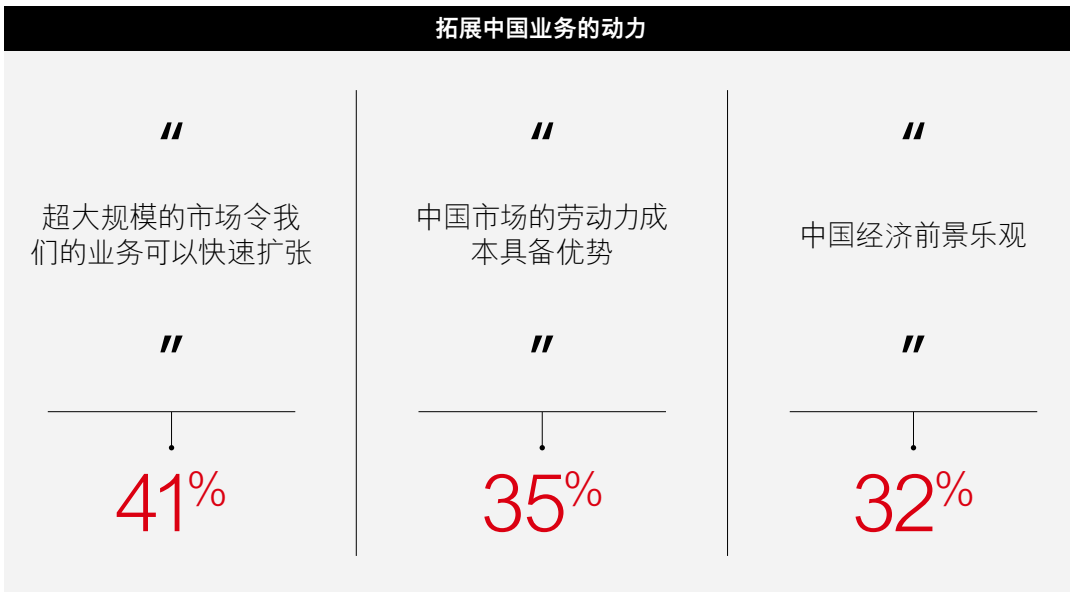 拓展中国业务的动力
“
超大规模的市场令我
们的业务可以快速扩张
”
41%
“
中国市场的劳动力成
本具备优势
”
35%
“
中国经济前景乐观
”
32%